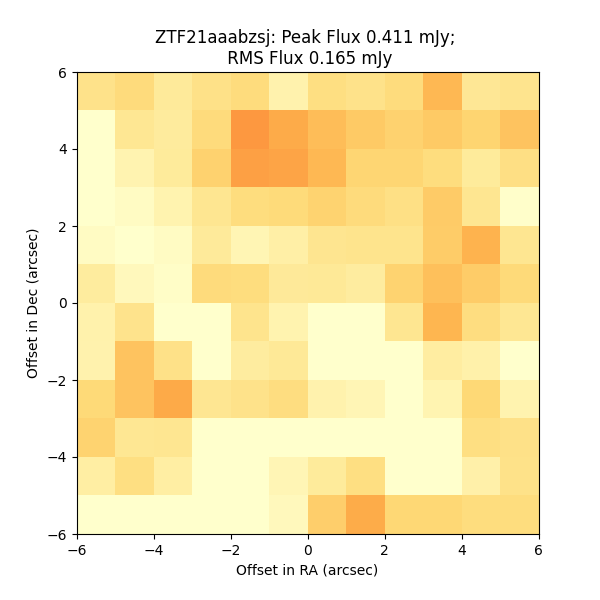 ZTF21aaabzsj: Peak Flux 0.411 mJy;
RMS Flux 0.165 mJy
6
4
2
0
−2
−4
−6
Offset in Dec (arcsec)
−6 −4 −2 0 2 4 6
Offset in RA (arcsec)